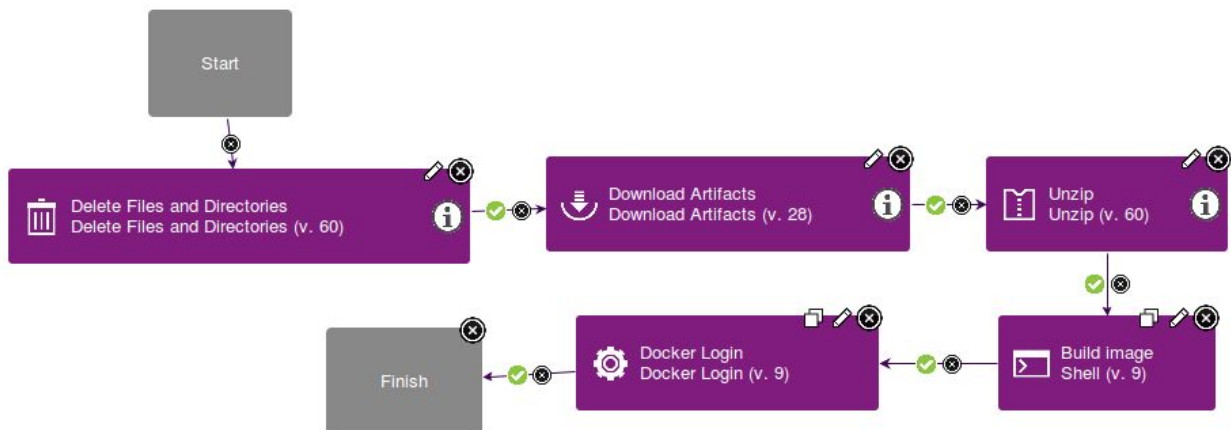 Start
Delete Files and Directories
Delete Files and Directories (v. 60)
Download Artifacts
Download Artifacts (v. 28)
Unzip
Unzip (v. 60)
Build image
Shell (v. 9)
Docker Login
Docker Login (v. 9)
Finish